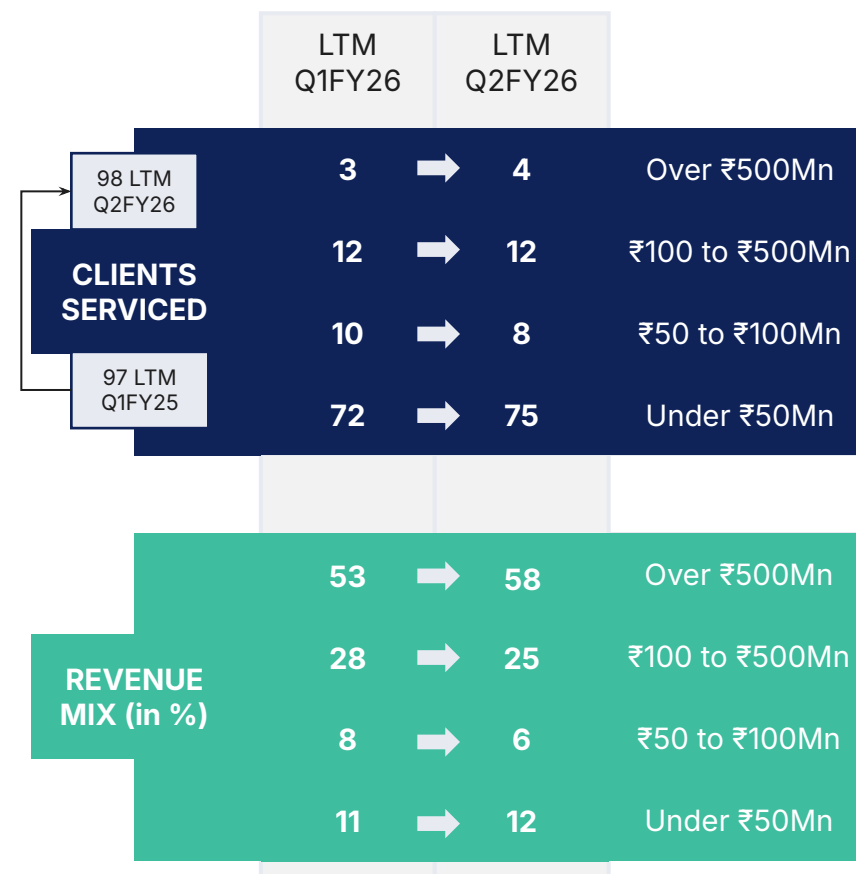 LTM
Q1FY26
LTM
Q2FY26
98 LTM
Q2FY26
CLIENTS
SERVICED
97 LTM
Q1FY25
3 4 Over ₹500Mn
12 12 ₹100 to ₹500Mn
10 8 ₹50 to ₹100Mn
72 75 Under ₹50Mn
REVENUE
MIX (in %)
53 58 Over ₹500Mn
28 25 ₹100 to ₹500Mn
8 6 ₹50 to ₹100Mn
11 12 Under ₹50Mn